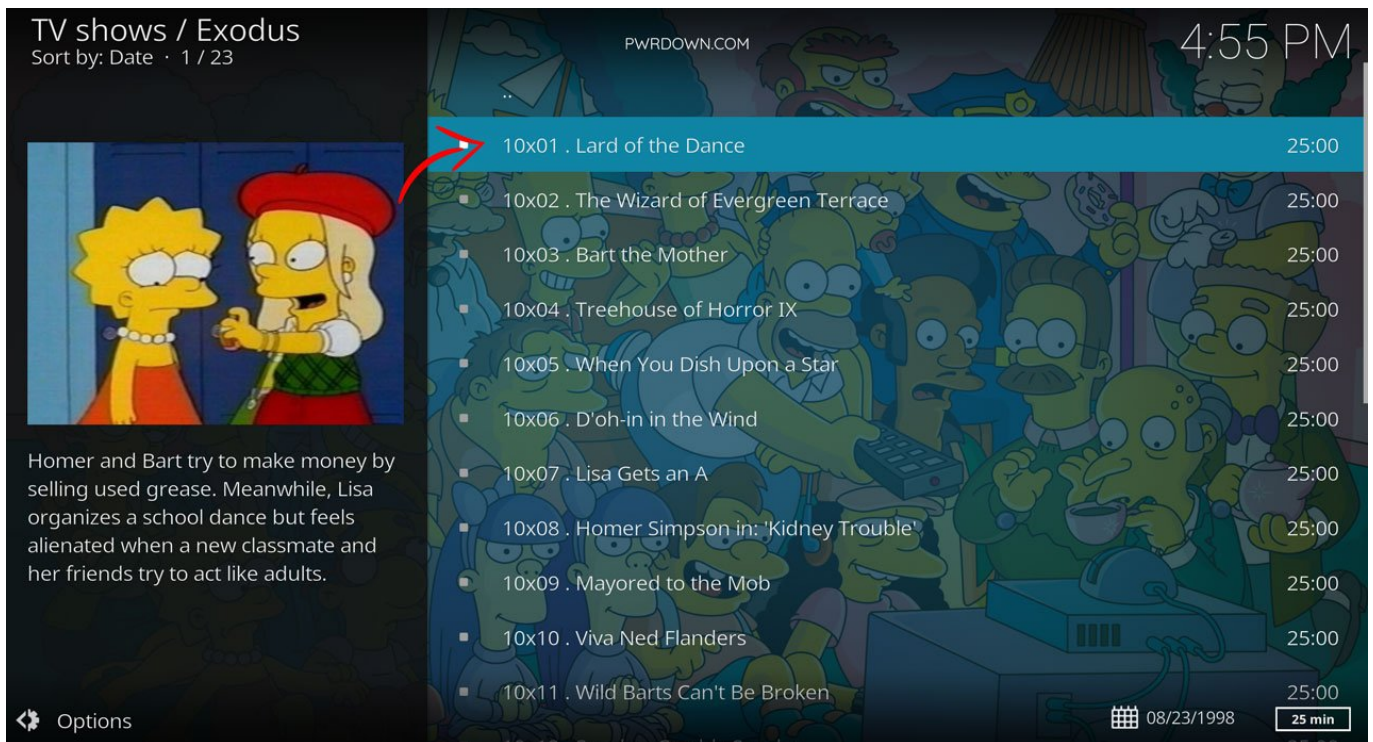 TV shows / Exodus
Sort by: Date · 1 / 23
PWRDOWN.COM
4:55 PM
..
10x01 . Lard of the Dance 25:00
10x02 . The Wizard of Evergreen Terrace 25:00
10x03 . Bart the Mother 25:00
10x04 . Treehouse of Horror IX 25:00
10x05 . When You Dish Upon a Star 25:00
10x06 . D'oh-in in the Wind 25:00
10x07 . Lisa Gets an A 25:00
10x08 . Homer Simpson in: 'Kidney Trouble' 25:00
10x09 . Mayored to the Mob 25:00
10x10 . Viva Ned Flanders 25:00
10x11 . Wild Barts Can't Be Broken 25:00
Homer and Bart try to make money by
selling used grease. Meanwhile, Lisa
organizes a school dance but feels
alienated when a new classmate and
her friends try to act like adults.
Options
08/23/1998
25 min